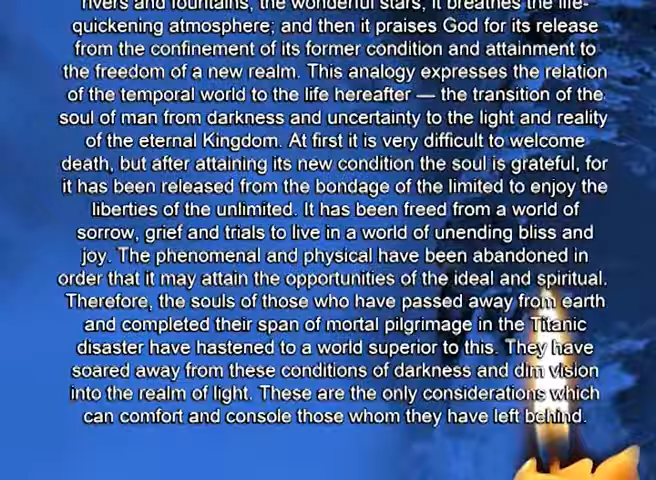 rivers and fountains, the wonderful stars; it breathes the life-
quickening atmosphere; and then it praises God for its release
from the confinement of its former condition and attainment to
the freedom of a new realm. This analogy expresses the relation
of the temporal world to the life hereafter — the transition of the
soul of man from darkness and uncertainty to the light and reality
of the eternal Kingdom. At first it is very difficult to welcome
death, but after attaining its new condition the soul is grateful, for
it has been released from the bondage of the limited to enjoy the
liberties of the unlimited. It has been freed from a world of
sorrow, grief and trials to live in a world of unending bliss and
joy. The phenomenal and physical have been abandoned in
order that it may attain the opportunities of the ideal and spiritual.
Therefore, the souls of those who have passed away from earth
and completed their span of mortal pilgrimage in the Titanic
disaster have hastened to a world superior to this. They have
soared away from these conditions of darkness and dim vision
into the realm of light. These are the only considerations which
can comfort and console those whom they have left behind.